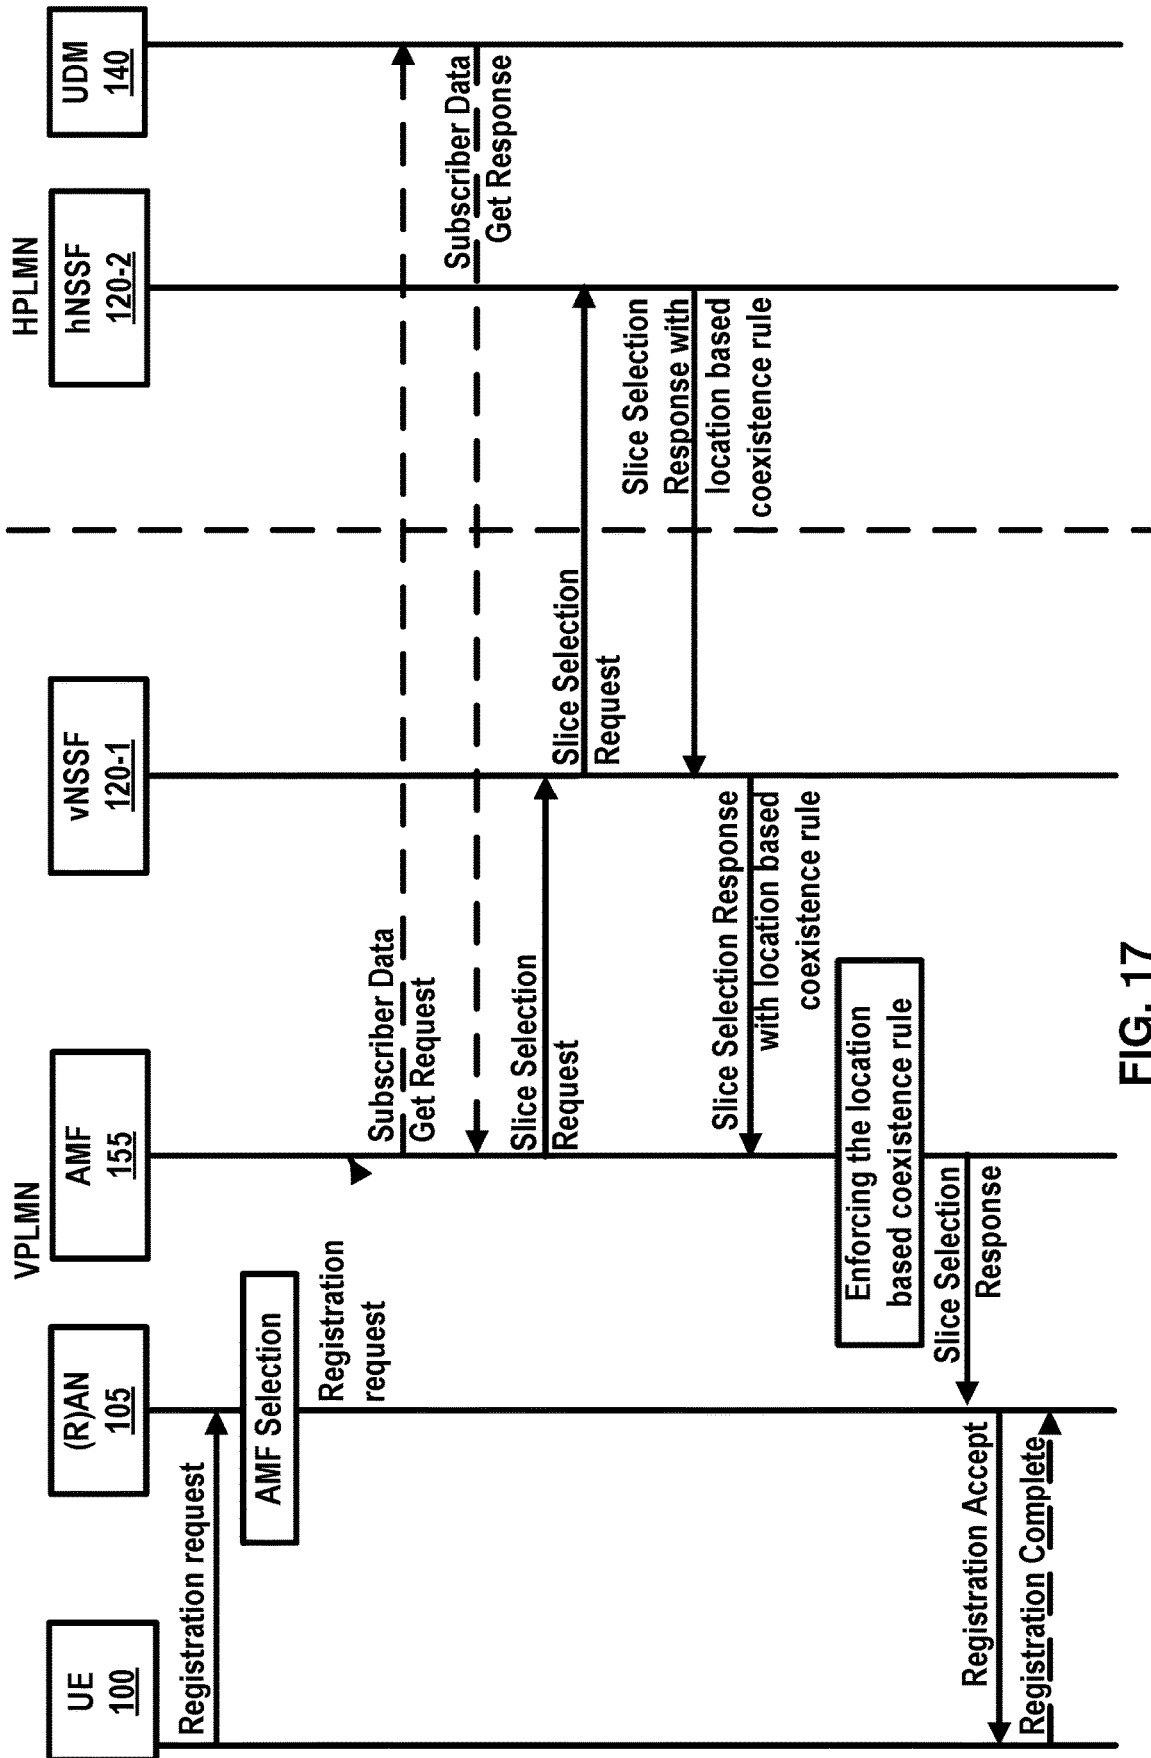 VPLMN
HPLMN
UE
100
(R)AN
105
AMF
155
vNSSF
120-1
hNSSF
120-2
UDM
140
Registration request
AMF Selection
Registration
request
Subscriber Data
Get Request
Subscriber Data
Get Response
Slice Selection
Request
Slice Selection
Request
Slice Selection
Response with
location based
coexistence rule
Slice Selection Response
with location based
coexistence rule
Enforcing the location
based coexistence rule
Slice Selection
Response
Registration Accept
Registration Complete
FIG. 17